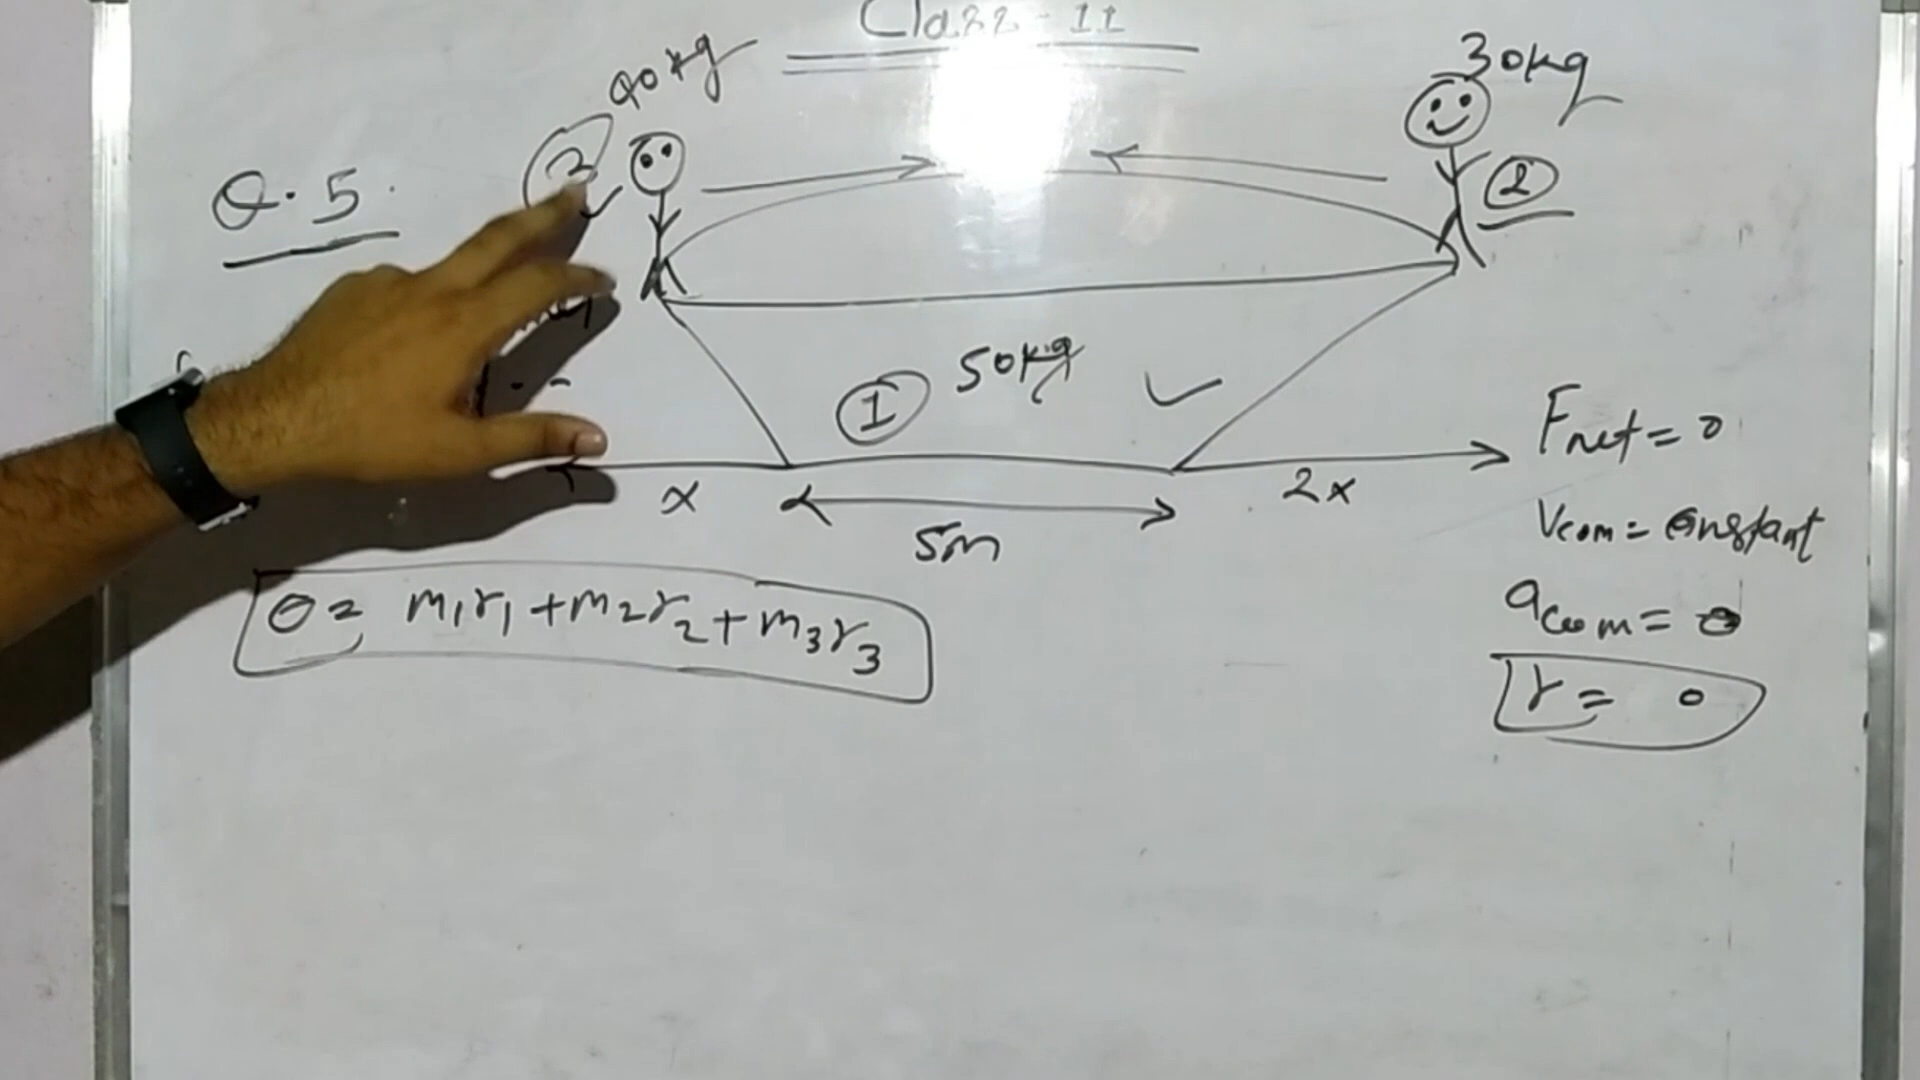 Class - 11
40kg
30kg
Q. 5.
3
2
1
50kg
x
5m
2x
Fnet = 0
Vcom = Constant
acom = 0
r = 0
0 = m1r1 + m2r2 + m3r3